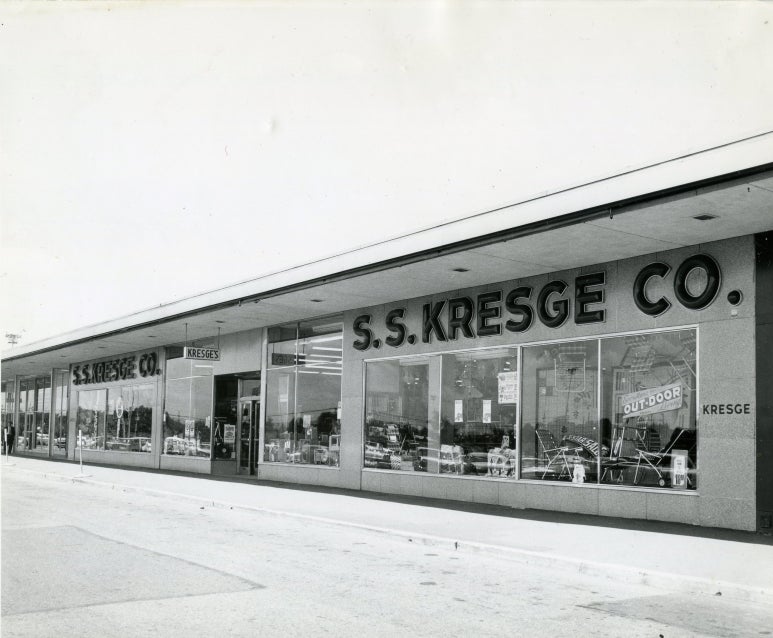 S.S. KRESGE CO.
KRESGE'S
S.S. KRESGE CO.
OUT-DOOR
KRESGE